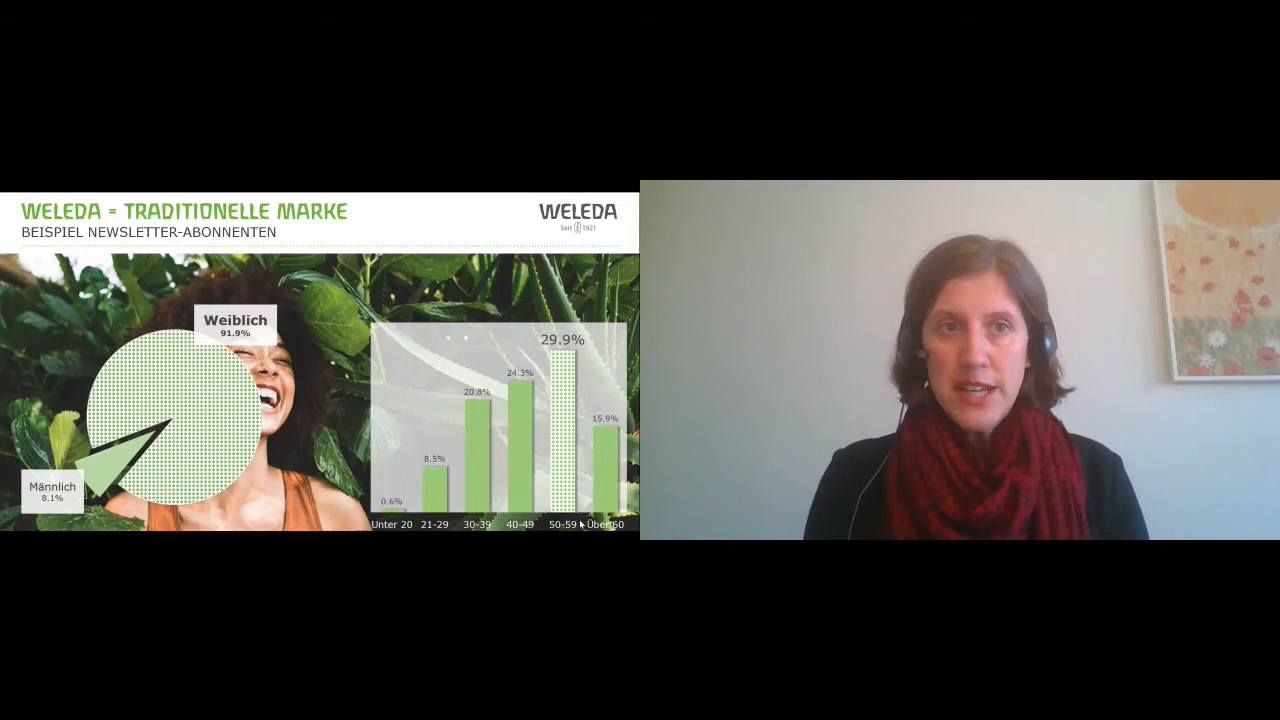 WELEDA = TRADITIONELLE MARKE
BEISPIEL NEWSLETTER-ABONNENTEN
WELEDA
Seit 1921
Weiblich
91.9%
Männlich
8.1%
29.9%
24.3%
20.8%
15.9%
8.5%
0.6%
Unter 20 21-29 30-39 40-49 50-59 Über 60